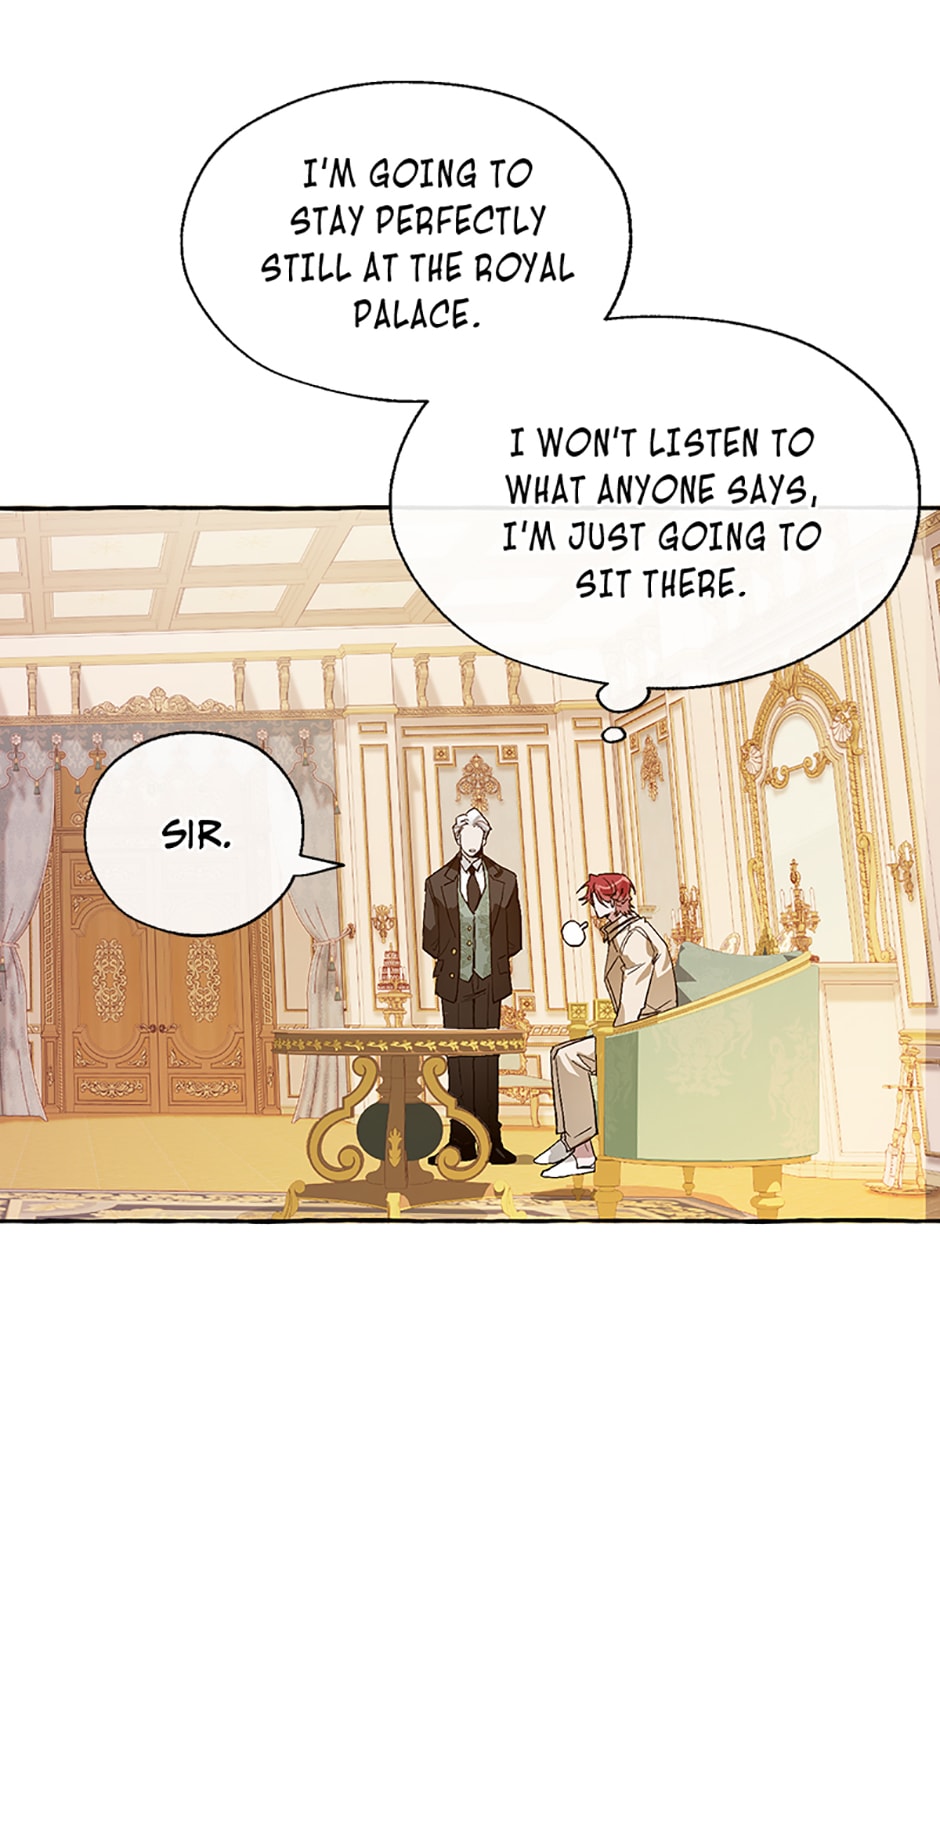 I'M GOING TO
STAY PERFECTLY
STILL AT THE ROYAL
PALACE.
I WON'T LISTEN TO
WHAT ANYONE SAYS,
I'M JUST GOING TO
SIT THERE.
SIR.